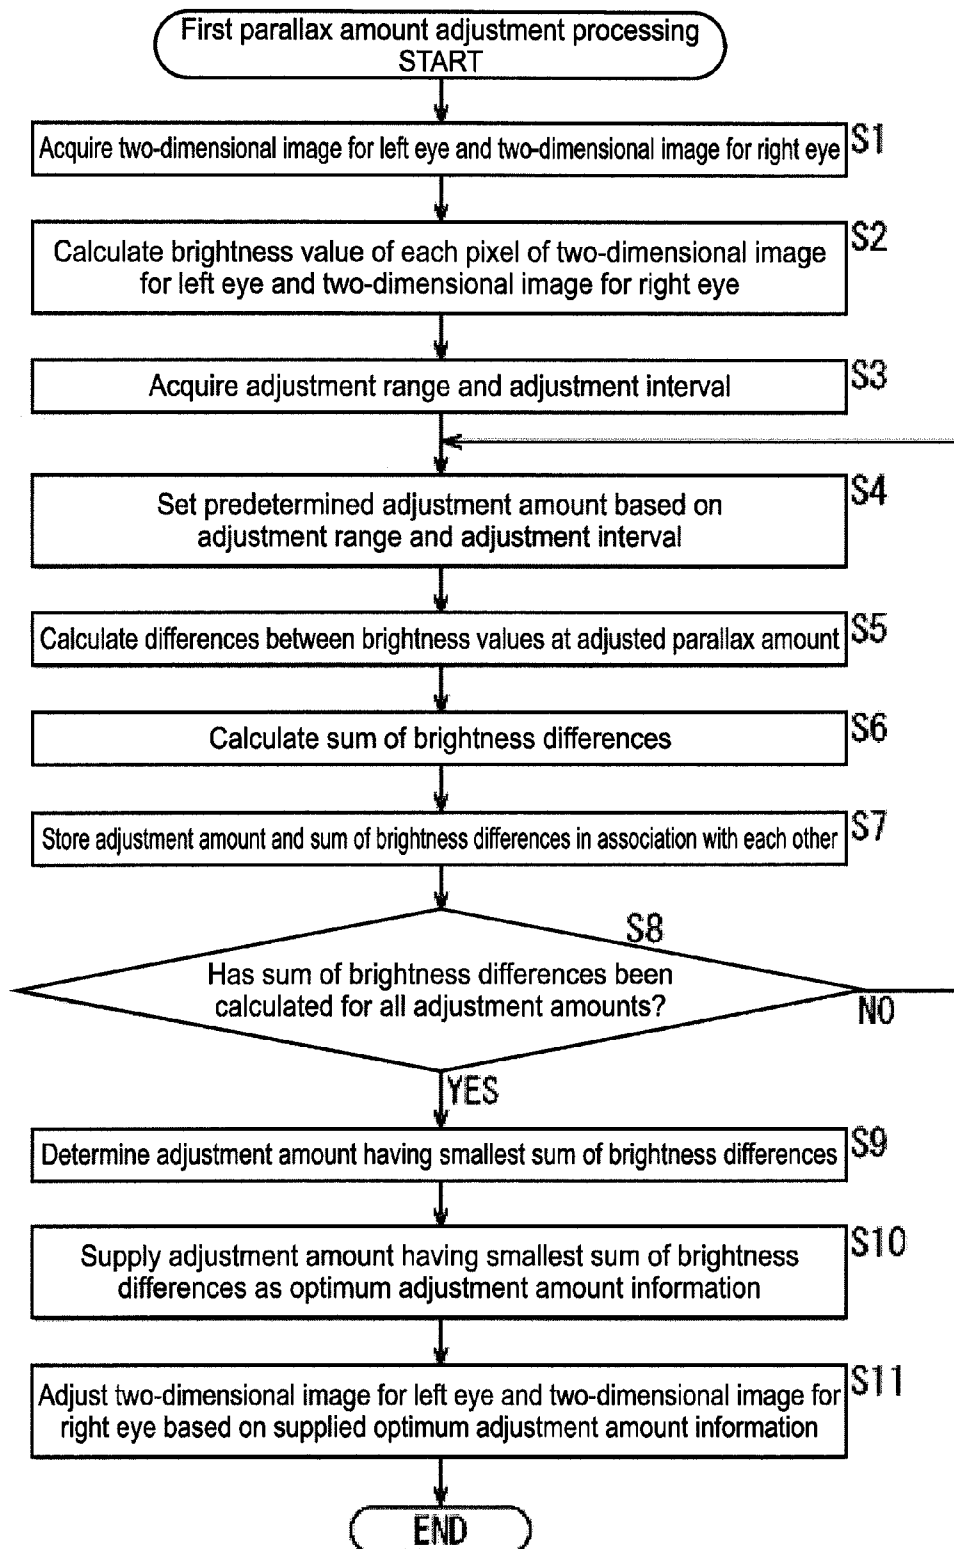 First parallax amount adjustment processing
START
Acquire two-dimensional image for left eye and two-dimensional image for right eye
S1
Calculate brightness value of each pixel of two-dimensional image
for left eye and two-dimensional image for right eye
S2
Acquire adjustment range and adjustment interval
S3
Set predetermined adjustment amount based on
adjustment range and adjustment interval
S4
Calculate differences between brightness values at adjusted parallax amount
S5
Calculate sum of brightness differences
S6
Store adjustment amount and sum of brightness differences in association with each other
S7
S8
Has sum of brightness differences been
calculated for all adjustment amounts?
NO
YES
Determine adjustment amount having smallest sum of brightness differences
S9
Supply adjustment amount having smallest sum of brightness
differences as optimum adjustment amount information
S10
Adjust two-dimensional image for left eye and two-dimensional image for
right eye based on supplied optimum adjustment amount information
S11
END